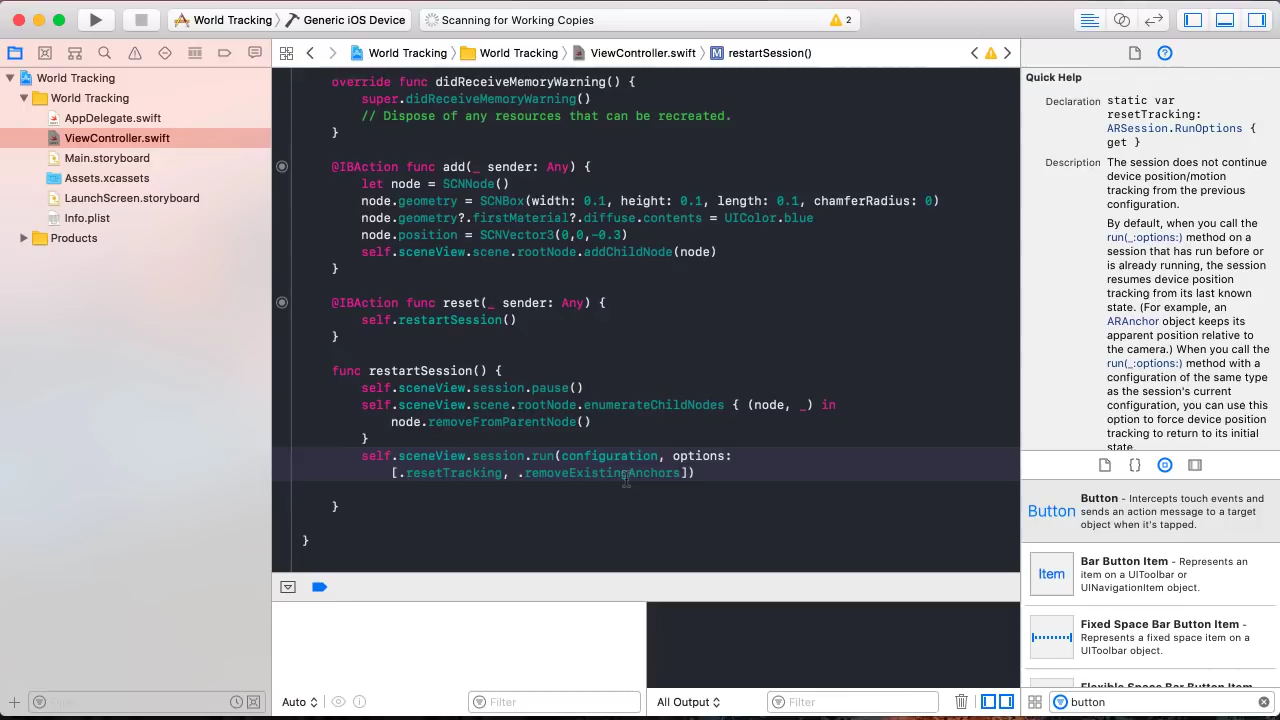 World Tracking
Generic iOS Device
Scanning for Working Copies
2
World Tracking
World Tracking
ViewController.swift
restartSession()
World Tracking
World Tracking
AppDelegate.swift
ViewController.swift
Main.storyboard
Assets.xcassets
LaunchScreen.storyboard
Info.plist
Products
override func didReceiveMemoryWarning() {
super.didReceiveMemoryWarning()
// Dispose of any resources that can be recreated.
}
@IBAction func add(_ sender: Any) {
let node = SCNNode()
node.geometry = SCNBox(width: 0.1, height: 0.1, length: 0.1, chamferRadius: 0)
node.geometry?.firstMaterial?.diffuse.contents = UIColor.blue
node.position = SCNVector3(0,0,-0.3)
self.sceneView.scene.rootNode.addChildNode(node)
}
@IBAction func reset(_ sender: Any) {
self.restartSession()
}
func restartSession() {
self.sceneView.session.pause()
self.sceneView.scene.rootNode.enumerateChildNodes { (node, _) in
node.removeFromParentNode()
}
self.sceneView.session.run(configuration, options:
[.resetTracking, .removeExistingAnchors])
}
}
Auto
Filter
All Output
Filter
Quick Help
Declaration
static var
resetTracking:
ARSession.RunOptions {
get }
Description
The session does not continue
device position/motion
tracking from the previous
configuration.
By default, when you call the
run(_:options:) method on a
session that has run before or
is already running, the session
resumes device position
tracking from its last known
state. (For example, an
ARAnchor object keeps its
apparent position relative to
the camera.) When you call the
run(_:options:) method with a
configuration of the same type
as the session's current
configuration, you can use this
option to force device position
tracking to return to its initial
state.
Button
Button - Intercepts touch events and
sends an action message to a target
object when it's tapped.
Item
Bar Button Item - Represents an
item on a UIToolbar or
UINavigationItem object.
Fixed Space Bar Button Item -
Represents a fixed space item on a
UIToolbar object.
Flexible Space Bar Button Item -
button